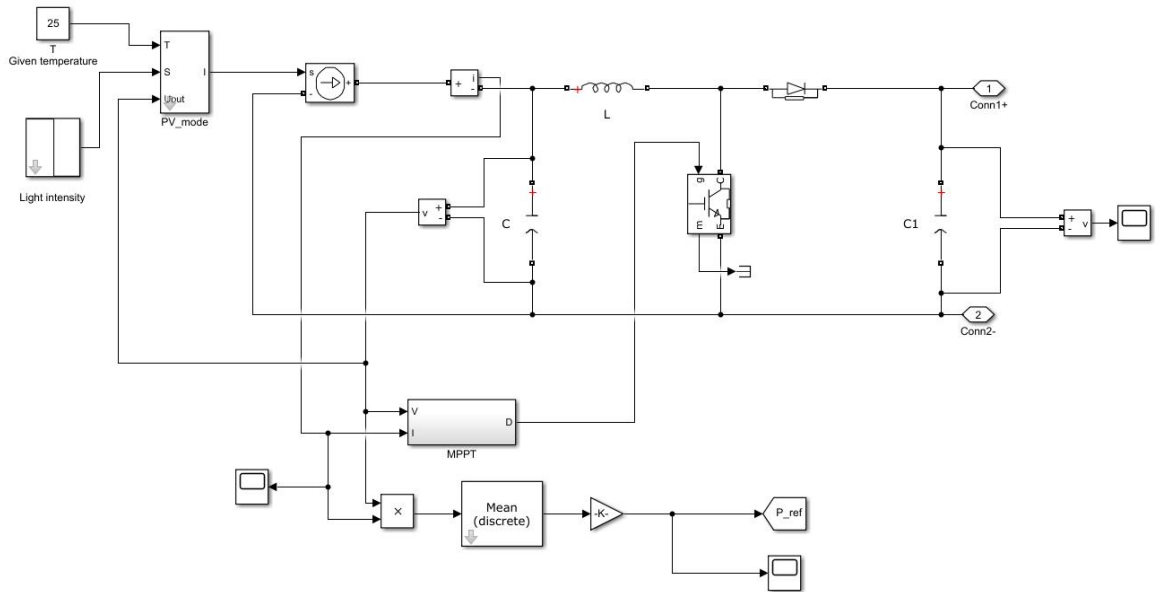 25
T
Given temperature
T
S
Uout
I
PV_mode
Light intensity
s
+
-
+
i
-
L
1
Conn1+
v
+
-
C
g
C
m
E
C1
+
-
v
2
Conn2-
V
I
D
MPPT
×
Mean
(discrete)
-K-
P_ref